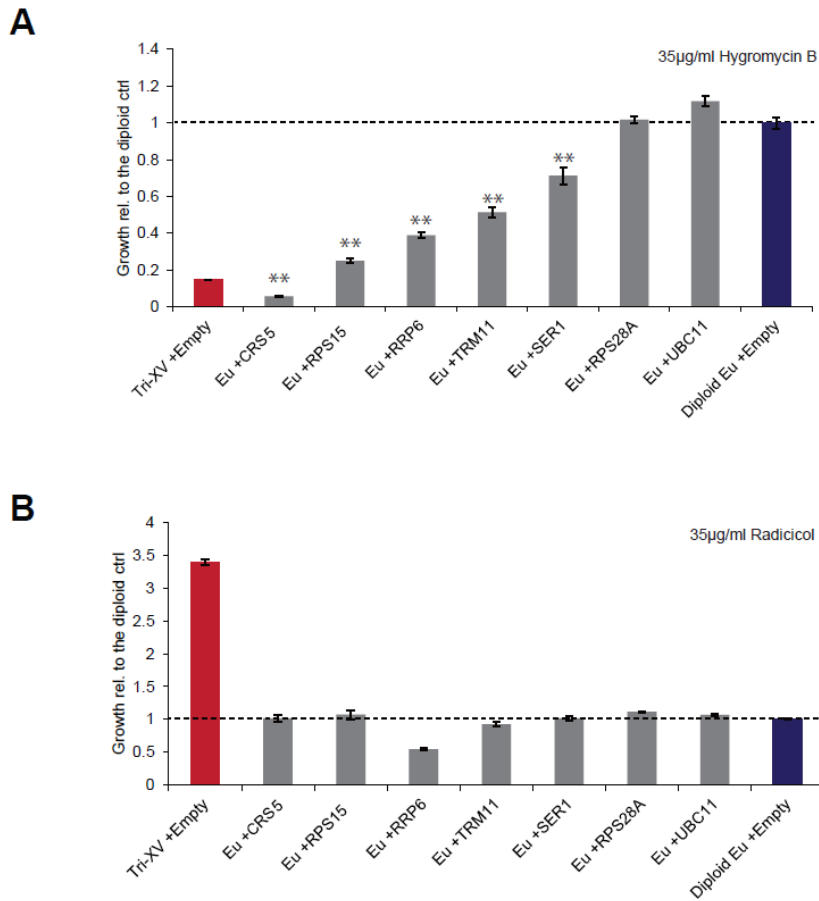 A
35µg/ml Hygromycin B
Growth rel. to the diploid ctrl
1.4
1.2
1
0.8
0.6
0.4
0.2
0
**
**
**
**
**
Tri-XV +Empty
Eu +CRS5
Eu +RPS15
Eu +RRP6
Eu +TRM11
Eu +SER1
Eu +RPS28A
Eu +UBC11
Diploid Eu +Empty
B
35µg/ml Radicicol
Growth rel. to the diploid ctrl
4
3.5
3
2.5
2
1.5
1
0.5
0
Tri-XV +Empty
Eu +CRS5
Eu +RPS15
Eu +RRP6
Eu +TRM11
Eu +SER1
Eu +RPS28A
Eu +UBC11
Diploid Eu +Empty